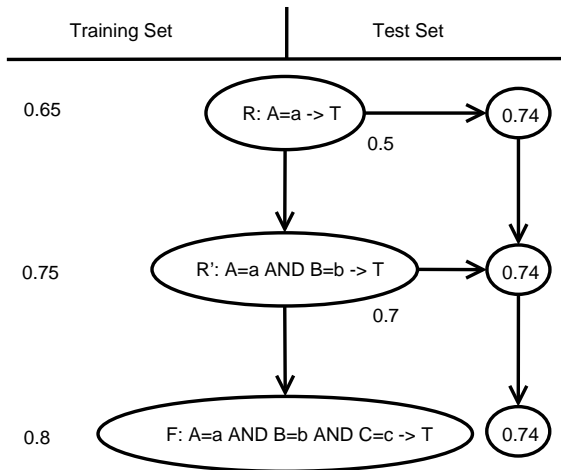 Training Set
Test Set
0.65
R: A=a -> T
0.74
0.5
0.75
R’: A=a AND B=b -> T
0.74
0.7
0.8
F: A=a AND B=b AND C=c -> T
0.74